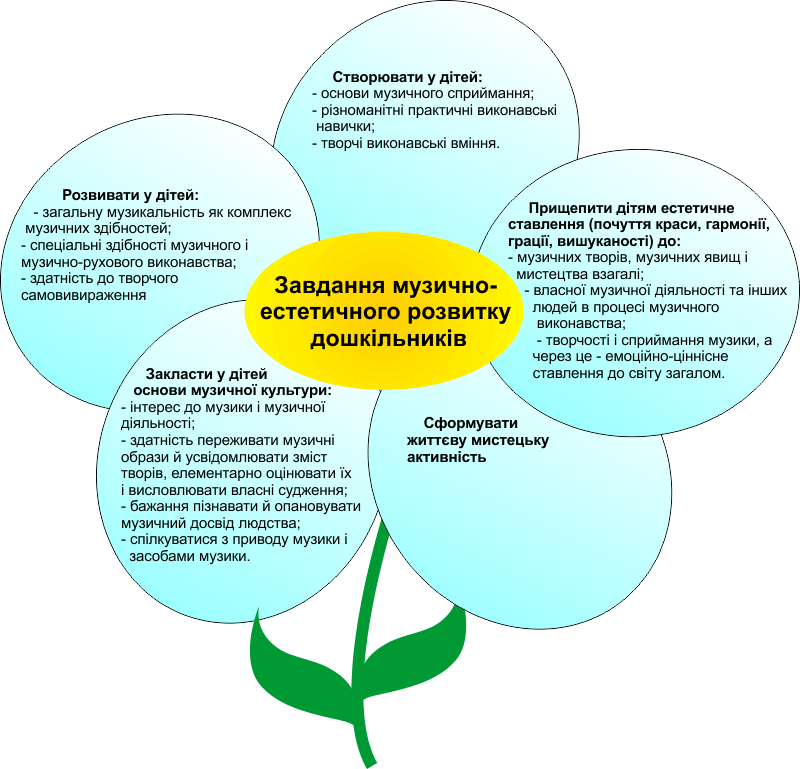 Створювати у дітей:
- основи музичного сприймання;
- різноманітні практичні виконавські
навички;
- творчі виконавські вміння.
Розвивати у дітей:
- загальну музикальність як комплекс
музичних здібностей;
- спеціальні здібності музичного і
музично-рухового виконавства;
- здатність до творчого
самовивираження
Прищепити дітям естетичне
ставлення (почуття краси, гармонії,
грації, вишуканості) до:
- музичних творів, музичних явищ і
мистецтва взагалі;
- власної музичної діяльності та інших
людей в процесі музичного
виконавства;
- творчості і сприймання музики, а
через це - емоційно-ціннісне
ставлення до світу загалом.
Завдання музично-
естетичного розвитку
дошкільників
Закласти у дітей
основи музичної культури:
- інтерес до музики і музичної
діяльності;
- здатність переживати музичні
образи й усвідомлювати зміст
творів, елементарно оцінювати їх
і висловлювати власні судження;
- бажання пізнавати й опановувати
музичний досвід людства;
- спілкуватися з приводу музики і
засобами музики.
Сформувати
життєву мистецьку
активність